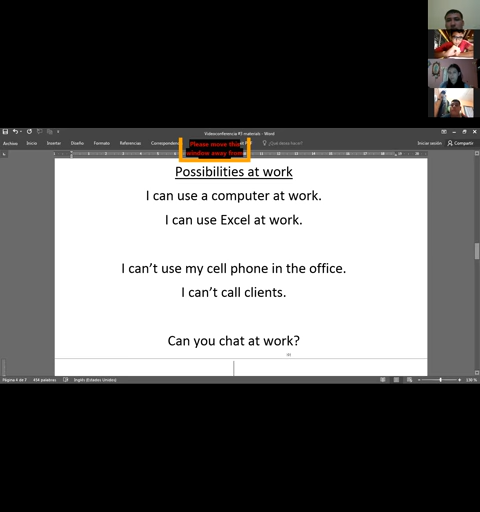 Videoconferencia #3 materials - Word
Archivo Inicio Insertar Diseño Formato Referencias Correspondencia ¿Qué desea hacer? Iniciar sesión Compartir
Please move this
window away from
Possibilities at work
I can use a computer at work.
I can use Excel at work.
I can’t use my cell phone in the office.
I can’t call clients.
Can you chat at work?
Página 4 de 7 434 palabras Inglés (Estados Unidos)